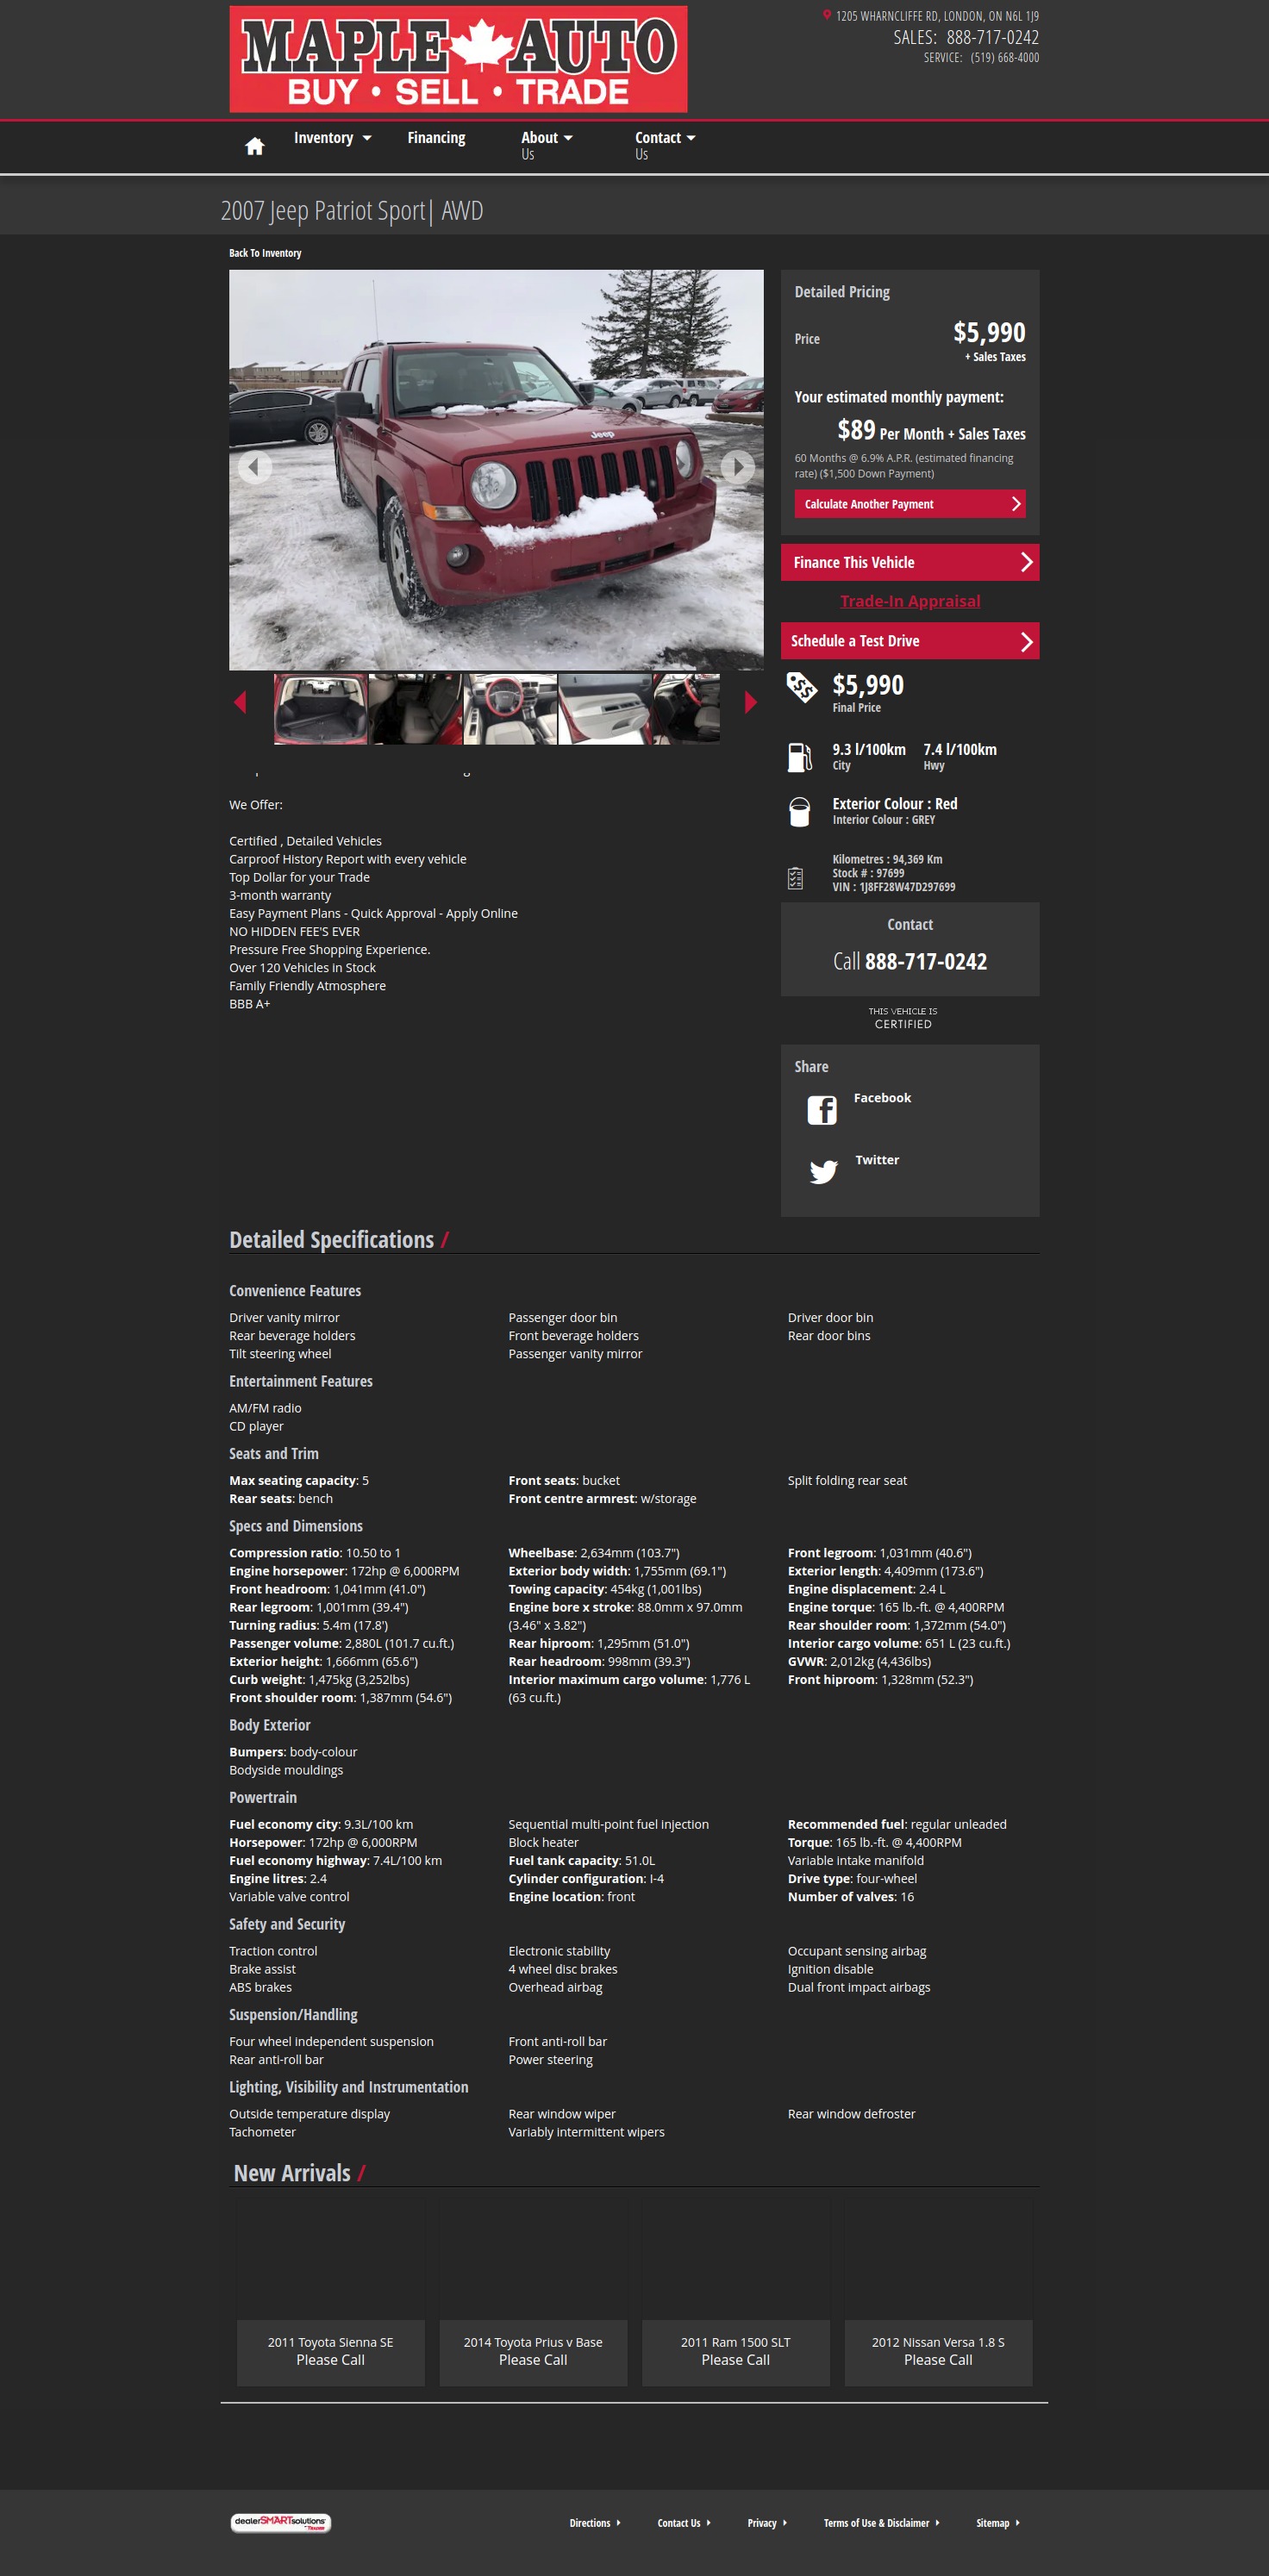 MAPLE AUTO
BUY • SELL • TRADE
1205 WHARNCLIFFE RD, LONDON, ON N6L 1J9
SALES: 888-717-0242
SERVICE: (519) 668-4000
Inventory
Financing
About Us
Contact Us
2007 Jeep Patriot Sport| AWD
Back To Inventory
Jeep
Detailed Pricing
Price
$5,990
+ Sales Taxes
Your estimated monthly payment:
$89 Per Month + Sales Taxes
60 Months @ 6.9% A.P.R. (estimated financing
rate) ($1,500 Down Payment)
Calculate Another Payment
Finance This Vehicle
Trade-In Appraisal
Schedule a Test Drive
$$
$5,990
Final Price
9.3 l/100km 7.4 l/100km
City Hwy
Exterior Colour : Red
Interior Colour : GREY
Kilometres : 94,369 Km
Stock # : 97699
VIN : 1J8FF28W47D297699
Contact
Call 888-717-0242
THIS VEHICLE IS
CERTIFIED
Share
Facebook
Twitter
We Offer:
Certified , Detailed Vehicles
Carproof History Report with every vehicle
Top Dollar for your Trade
3-month warranty
Easy Payment Plans - Quick Approval - Apply Online
NO HIDDEN FEE'S EVER
Pressure Free Shopping Experience.
Over 120 Vehicles in Stock
Family Friendly Atmosphere
BBB A+
Detailed Specifications /
Convenience Features
Driver vanity mirror Passenger door bin Driver door bin
Rear beverage holders Front beverage holders Rear door bins
Tilt steering wheel Passenger vanity mirror
Entertainment Features
AM/FM radio
CD player
Seats and Trim
Max seating capacity: 5 Front seats: bucket Split folding rear seat
Rear seats: bench Front centre armrest: w/storage
Specs and Dimensions
Compression ratio: 10.50 to 1 Wheelbase: 2,634mm (103.7") Front legroom: 1,031mm (40.6")
Engine horsepower: 172hp @ 6,000RPM Exterior body width: 1,755mm (69.1") Exterior length: 4,409mm (173.6")
Front headroom: 1,041mm (41.0") Towing capacity: 454kg (1,001lbs) Engine displacement: 2.4 L
Rear legroom: 1,001mm (39.4") Engine bore x stroke: 88.0mm x 97.0mm Engine torque: 165 lb.-ft. @ 4,400RPM
Turning radius: 5.4m (17.8') (3.46" x 3.82") Rear shoulder room: 1,372mm (54.0")
Passenger volume: 2,880L (101.7 cu.ft.) Rear hiproom: 1,295mm (51.0") Interior cargo volume: 651 L (23 cu.ft.)
Exterior height: 1,666mm (65.6") Rear headroom: 998mm (39.3") GVWR: 2,012kg (4,436lbs)
Curb weight: 1,475kg (3,252lbs) Interior maximum cargo volume: 1,776 L Front hiproom: 1,328mm (52.3")
Front shoulder room: 1,387mm (54.6") (63 cu.ft.)
Body Exterior
Bumpers: body-colour
Bodyside mouldings
Powertrain
Fuel economy city: 9.3L/100 km Sequential multi-point fuel injection Recommended fuel: regular unleaded
Horsepower: 172hp @ 6,000RPM Block heater Torque: 165 lb.-ft. @ 4,400RPM
Fuel economy highway: 7.4L/100 km Fuel tank capacity: 51.0L Variable intake manifold
Engine litres: 2.4 Cylinder configuration: I-4 Drive type: four-wheel
Variable valve control Engine location: front Number of valves: 16
Safety and Security
Traction control Electronic stability Occupant sensing airbag
Brake assist 4 wheel disc brakes Ignition disable
ABS brakes Overhead airbag Dual front impact airbags
Suspension/Handling
Four wheel independent suspension Front anti-roll bar
Rear anti-roll bar Power steering
Lighting, Visibility and Instrumentation
Outside temperature display Rear window wiper Rear window defroster
Tachometer Variably intermittent wipers
New Arrivals /
2011 Toyota Sienna SE 2014 Toyota Prius v Base 2011 Ram 1500 SLT 2012 Nissan Versa 1.8 S
Please Call Please Call Please Call Please Call
dealerSMARTsolutions
Directions Contact Us Privacy Terms of Use & Disclaimer Sitemap